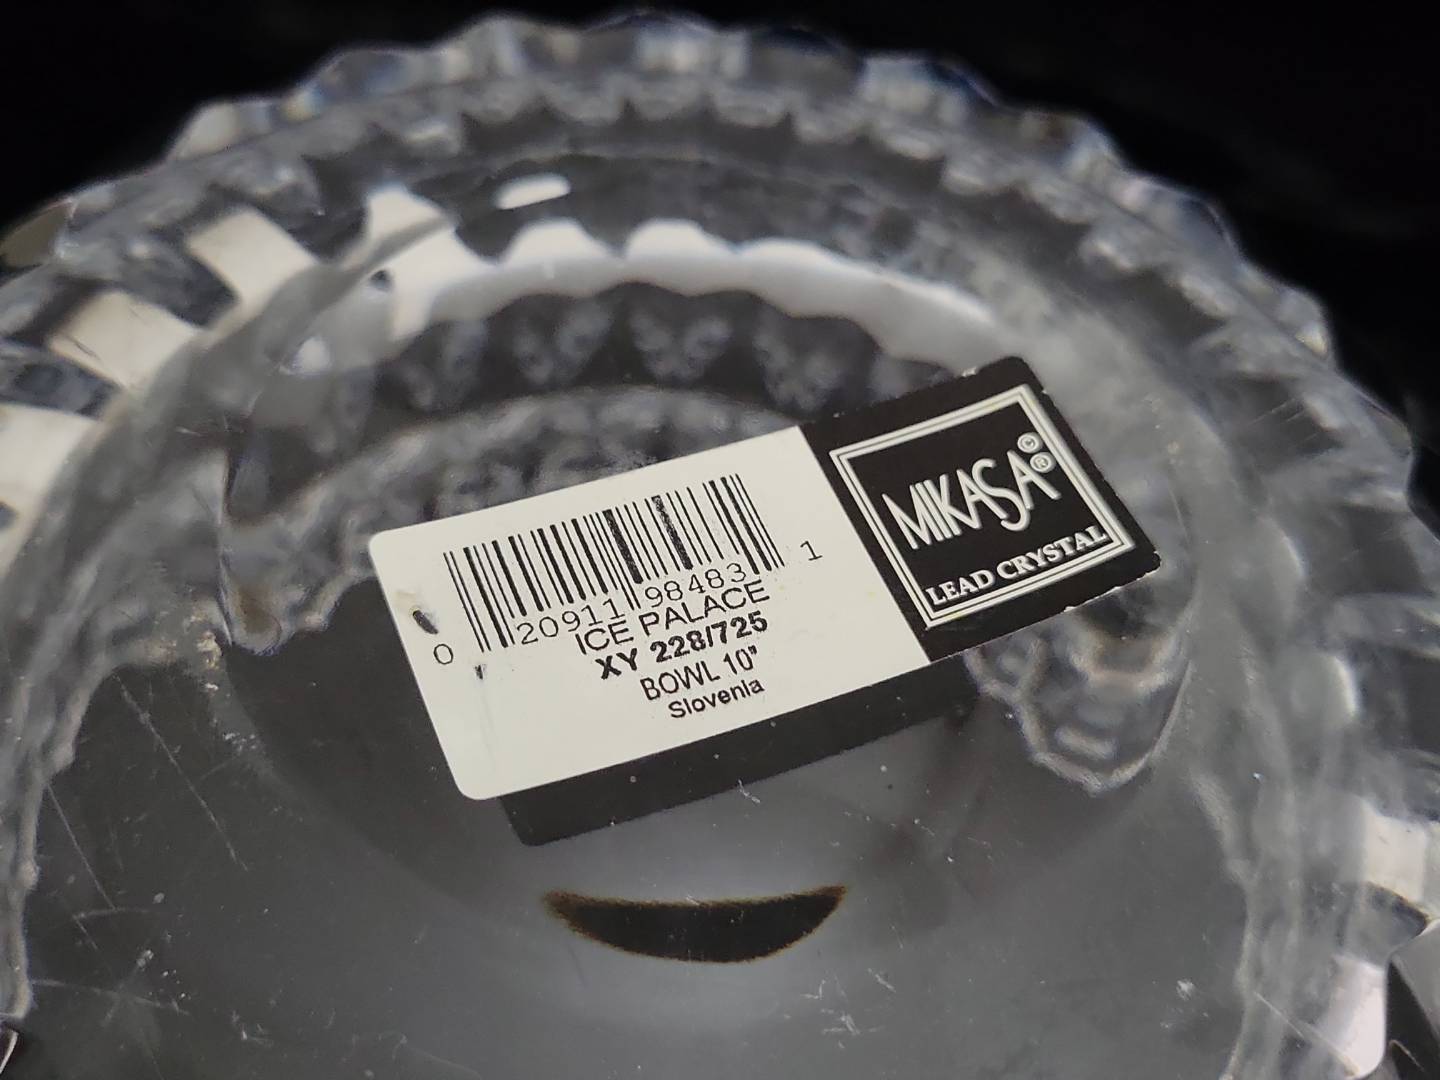 0 20911 98483 1
ICE PALACE
XY 228/725
BOWL 10"
Slovenia
MIKASA©®
LEAD CRYSTAL